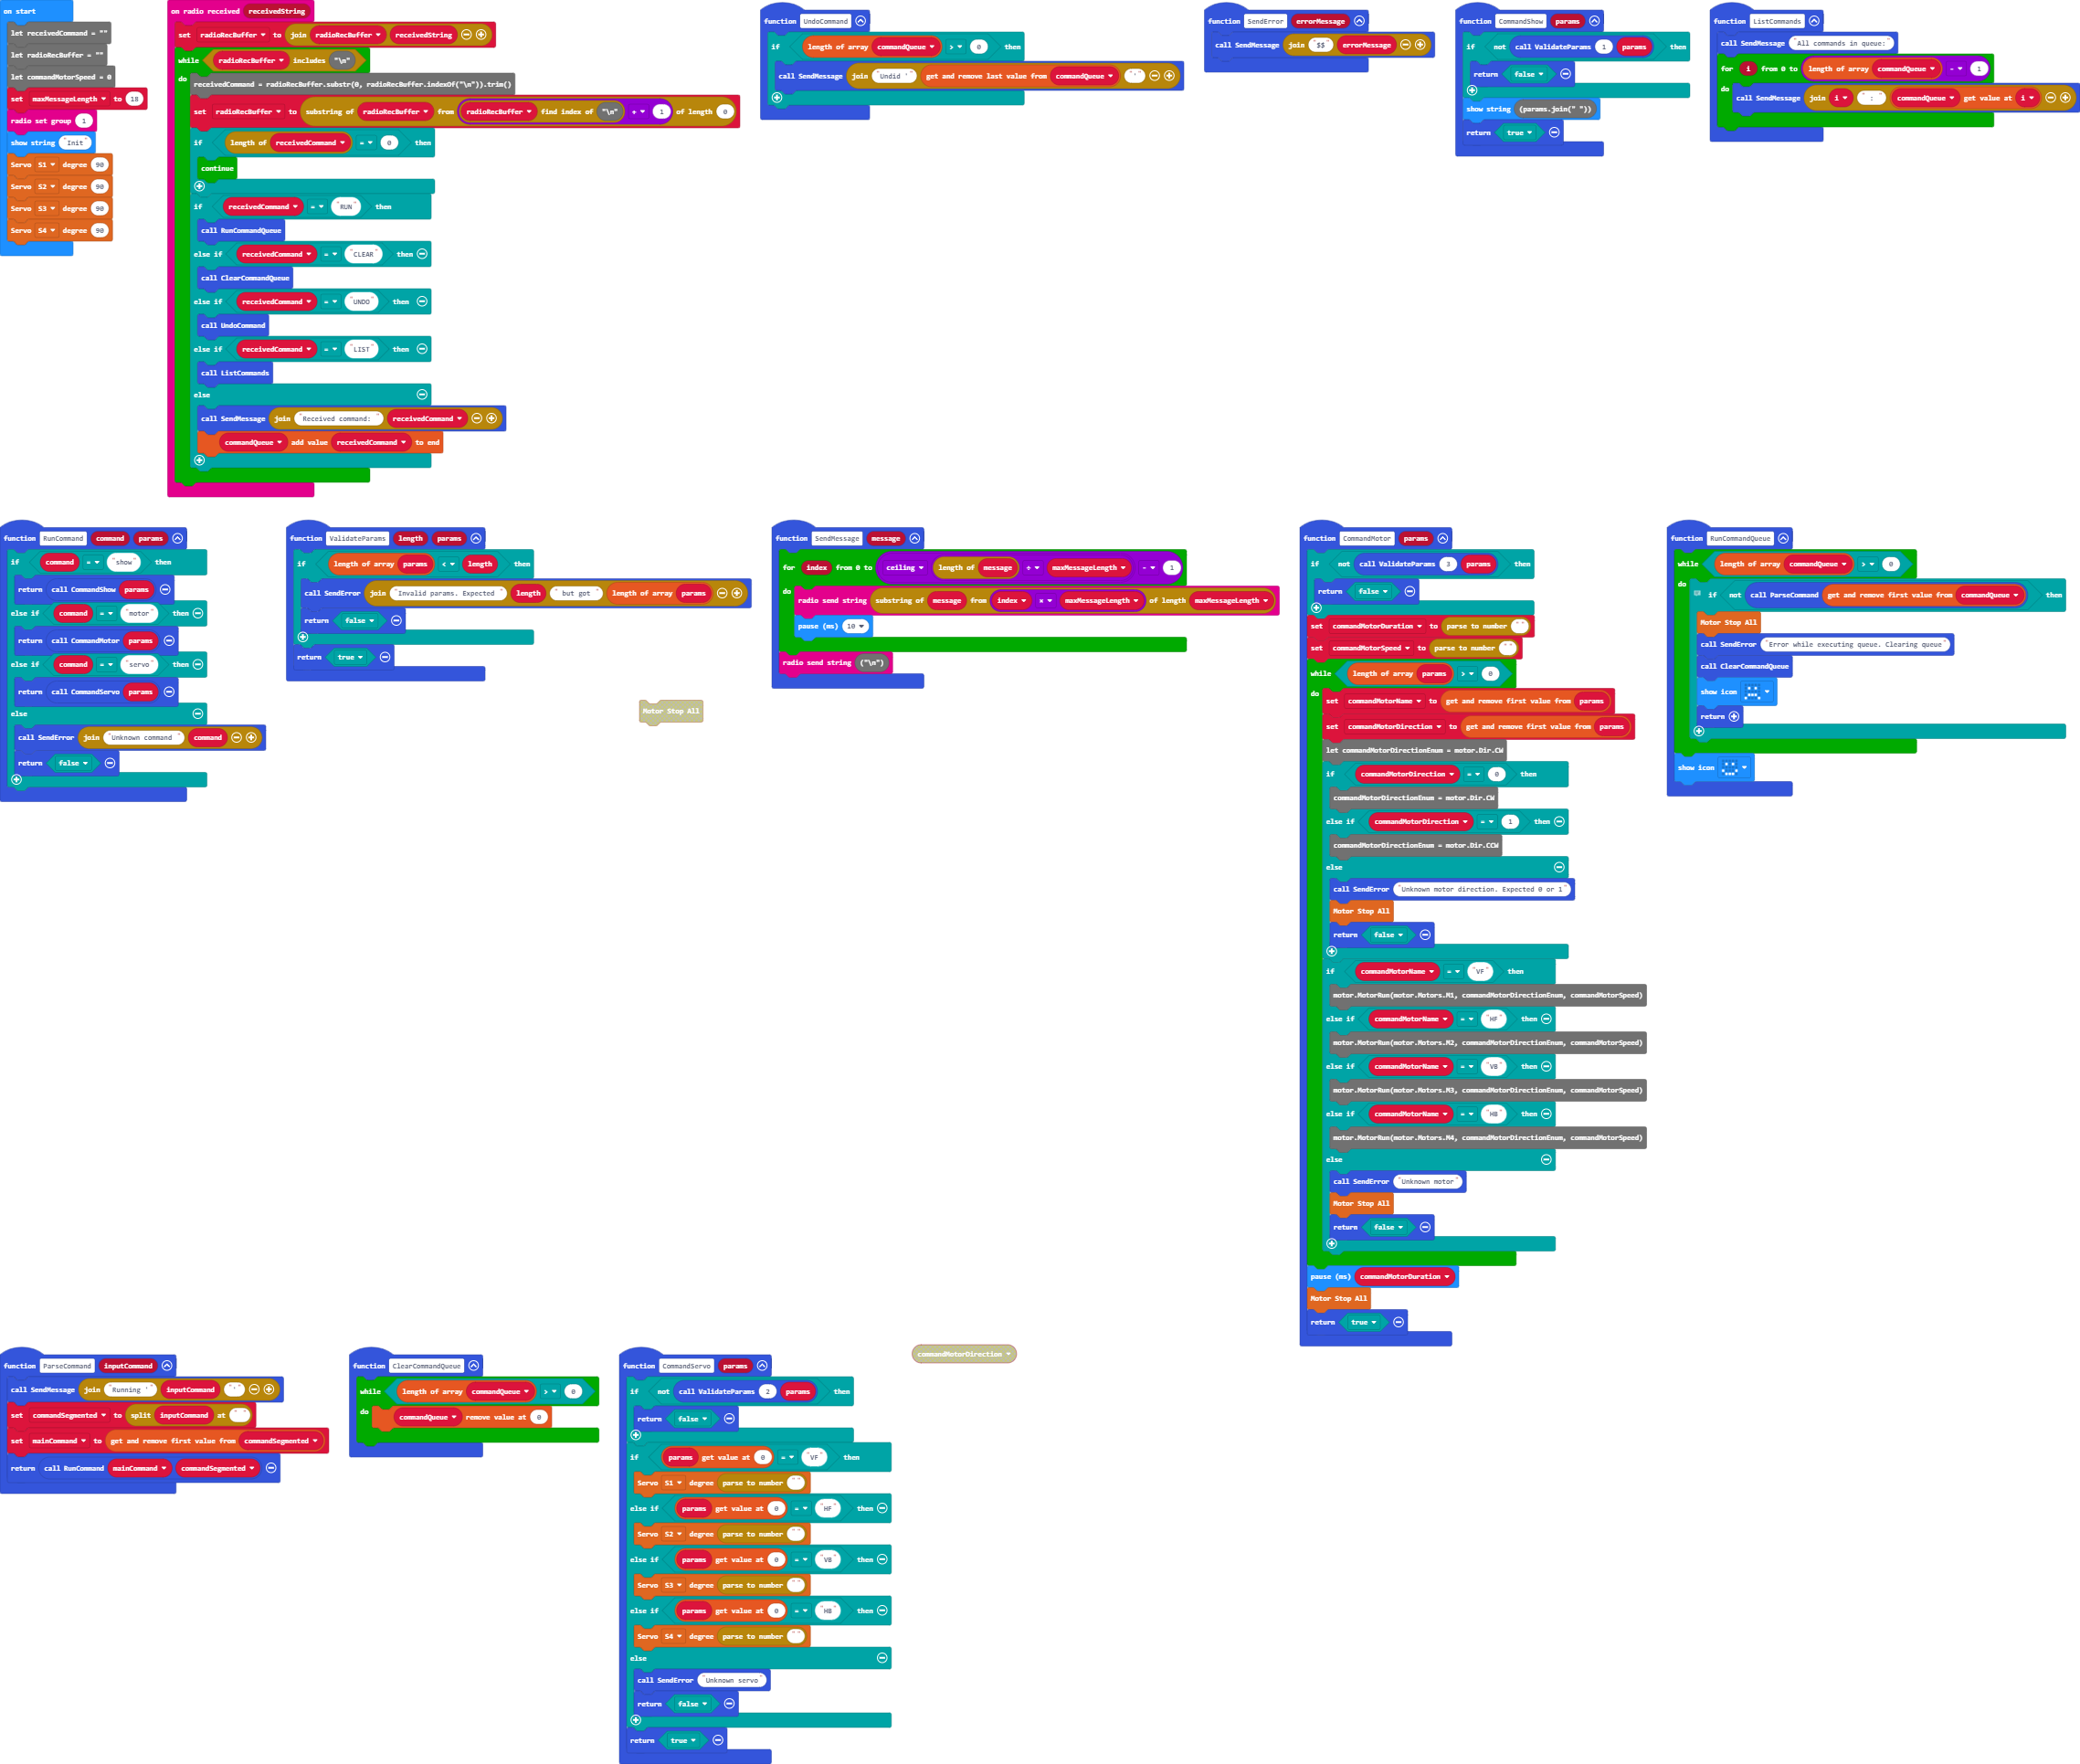 on start
let receivedCommand = ""
let radioRecBuffer = ""
let commandMotorSpeed = 0
set maxMessageLength to 18
radio set group 1
show string "Init"
Servo S1 degree 90
Servo S2 degree 90
Servo S3 degree 90
Servo S4 degree 90
on radio received receivedString
set radioRecBuffer to join radioRecBuffer receivedString
while radioRecBuffer includes "\n"
do
receivedCommand = radioRecBuffer.substr(0, radioRecBuffer.indexOf("\n")).trim()
set radioRecBuffer to substring of radioRecBuffer from radioRecBuffer find index of "\n" + 1 of length 0
if length of receivedCommand = 0 then
continue
if receivedCommand = "RUN" then
call RunCommandQueue
else if receivedCommand = "CLEAR" then
call ClearCommandQueue
else if receivedCommand = "UNDO" then
call UndoCommand
else if receivedCommand = "LIST" then
call ListCommands
else
call SendMessage join "Received command: " receivedCommand
commandQueue add value receivedCommand to end
function UndoCommand
if length of array commandQueue > 0 then
call SendMessage join "Undid '" get and remove last value from commandQueue "'"
function SendError errorMessage
call SendMessage join "$$" errorMessage
function CommandShow params
if not call ValidateParams 1 params then
return false
show string (params.join(" "))
return true
function ListCommands
call SendMessage "All commands in queue:"
for i from 0 to length of array commandQueue - 1
do
call SendMessage join i " : " commandQueue get value at i
function RunCommand command params
if command = "show" then
return call CommandShow params
else if command = "motor" then
return call CommandMotor params
else if command = "servo" then
return call CommandServo params
else
call SendError join "Unknown command " command
return false
function ValidateParams length params
if length of array params < length then
call SendError join "Invalid params. Expected " length " but got " length of array params
return false
return true
Motor Stop All
function SendMessage message
for index from 0 to ceiling length of message ÷ maxMessageLength - 1
do
radio send string substring of message from index × maxMessageLength of length maxMessageLength
pause (ms) 10
radio send string ("\n")
function CommandMotor params
if not call ValidateParams 3 params then
return false
set commandMotorDuration to parse to number " "
set commandMotorSpeed to parse to number " "
while length of array params > 0
do
set commandMotorName to get and remove first value from params
set commandMotorDirection to get and remove first value from params
let commandMotorDirectionEnum = motor.Dir.CW
if commandMotorDirection = 0 then
commandMotorDirectionEnum = motor.Dir.CW
else if commandMotorDirection = 1 then
commandMotorDirectionEnum = motor.Dir.CCW
else
call SendError "Unknown motor direction. Expected 0 or 1"
Motor Stop All
return false
if commandMotorName = "VF" then
motor.MotorRun(motor.Motors.M1, commandMotorDirectionEnum, commandMotorSpeed)
else if commandMotorName = "HF" then
motor.MotorRun(motor.Motors.M2, commandMotorDirectionEnum, commandMotorSpeed)
else if commandMotorName = "VB" then
motor.MotorRun(motor.Motors.M3, commandMotorDirectionEnum, commandMotorSpeed)
else if commandMotorName = "HB" then
motor.MotorRun(motor.Motors.M4, commandMotorDirectionEnum, commandMotorSpeed)
else
call SendError "Unknown motor"
Motor Stop All
return false
pause (ms) commandMotorDuration
Motor Stop All
return true
function RunCommandQueue
while length of array commandQueue > 0
do
if not call ParseCommand get and remove first value from commandQueue then
Motor Stop All
call SendError "Error while executing queue. Clearing queue"
call ClearCommandQueue
show icon
return
show icon
function ParseCommand inputCommand
call SendMessage join "Running '" inputCommand "'"
set commandSegmented to split inputCommand at " "
set mainCommand to get and remove first value from commandSegmented
return call RunCommand mainCommand commandSegmented
function ClearCommandQueue
while length of array commandQueue > 0
do
commandQueue remove value at 0
function CommandServo params
if not call ValidateParams 2 params then
return false
if params get value at 0 = "VF" then
Servo S1 degree parse to number " "
else if params get value at 0 = "HF" then
Servo S2 degree parse to number " "
else if params get value at 0 = "VB" then
Servo S3 degree parse to number " "
else if params get value at 0 = "HB" then
Servo S4 degree parse to number " "
else
call SendError "Unknown servo"
return false
return true
commandMotorDirection